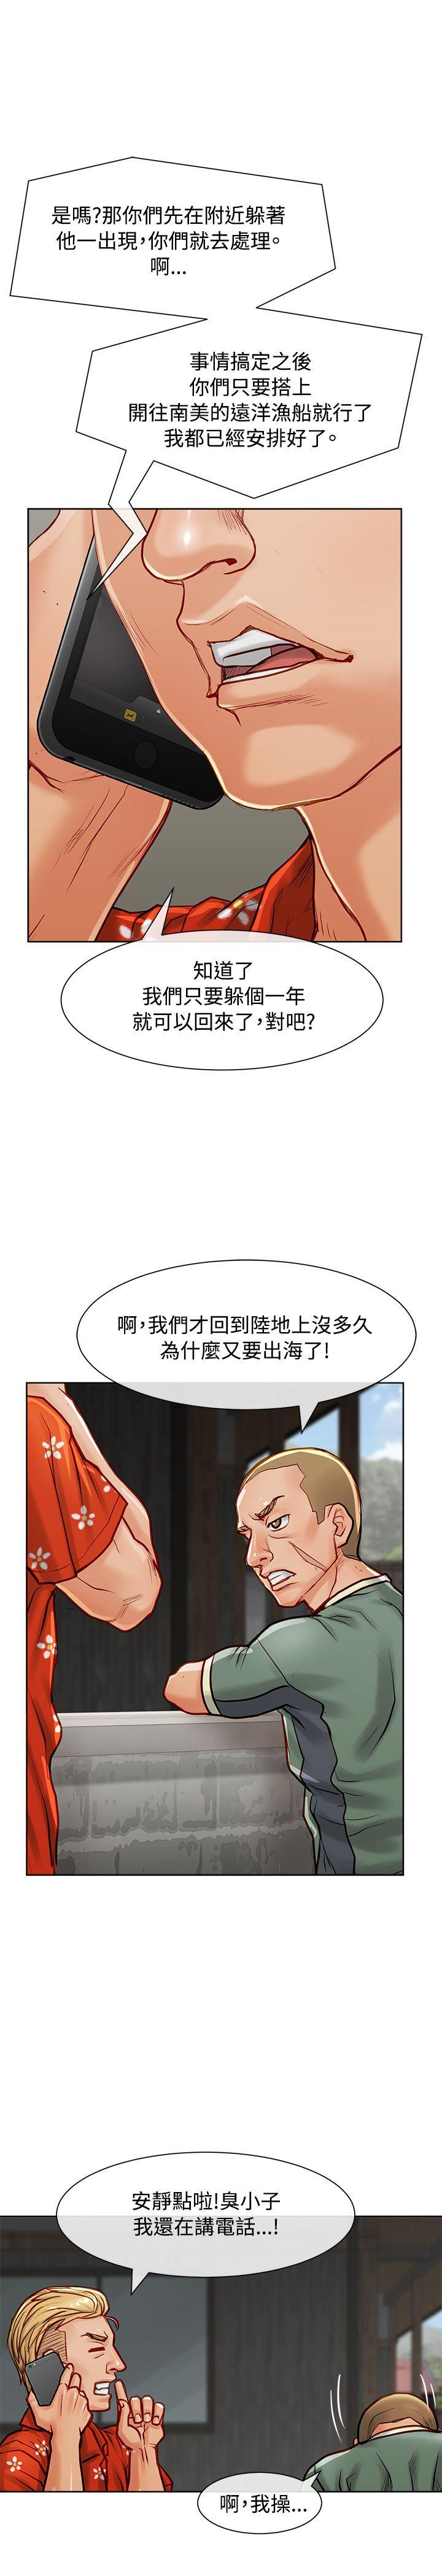 是嗎?那你們先在附近躲著
他一出現,你們就去處理。
啊...
事情搞定之後
你們只要搭上
開往南美的遠洋漁船就行了
我都已經安排好了。
知道了
我們只要躲個一年
就可以回來了,對吧?
啊,我們才回到陸地上沒多久
為什麼又要出海了!
安靜點啦!臭小子
我還在講電話...!
啊,我操...